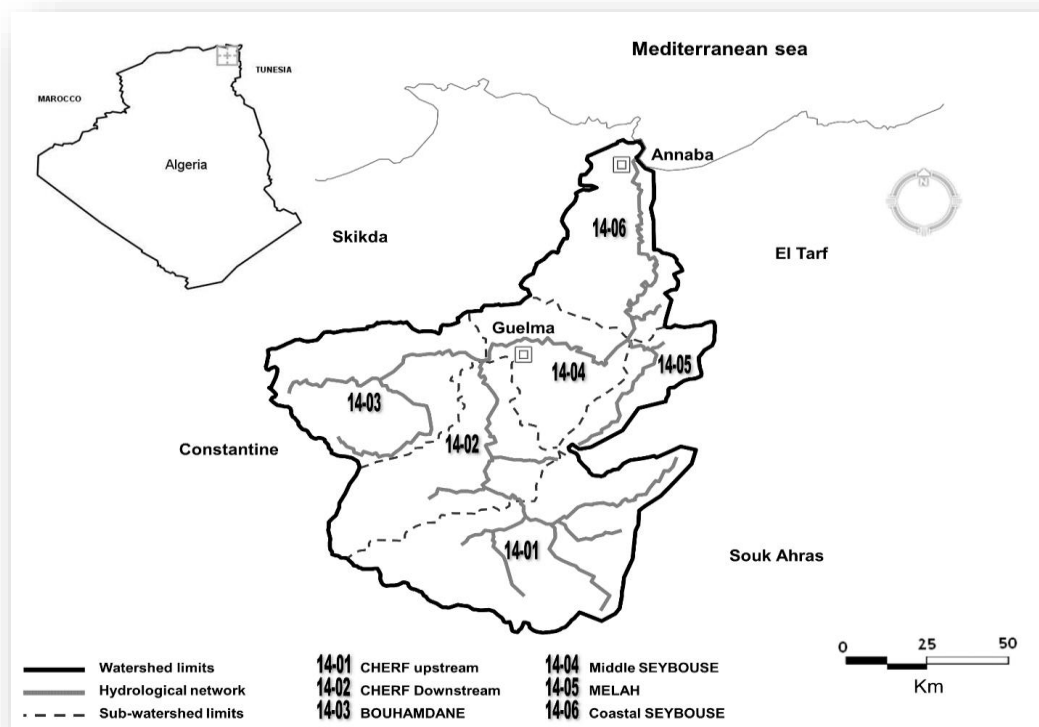 Mediterranean sea
TUNESIA
MAROCCO
Algeria
Annaba
N
Skikda
14-06
El Tarf
Guelma
14-04
14-05
14-03
Constantine
14-02
14-01
Souk Ahras
0 25 50
Km
Watershed limits
Hydrological network
Sub-watershed limits
14-01 CHERF upstream
14-02 CHERF Downstream
14-03 BOUHAMDANE
14-04 Middle SEYBOUSE
14-05 MELAH
14-06 Coastal SEYBOUSE